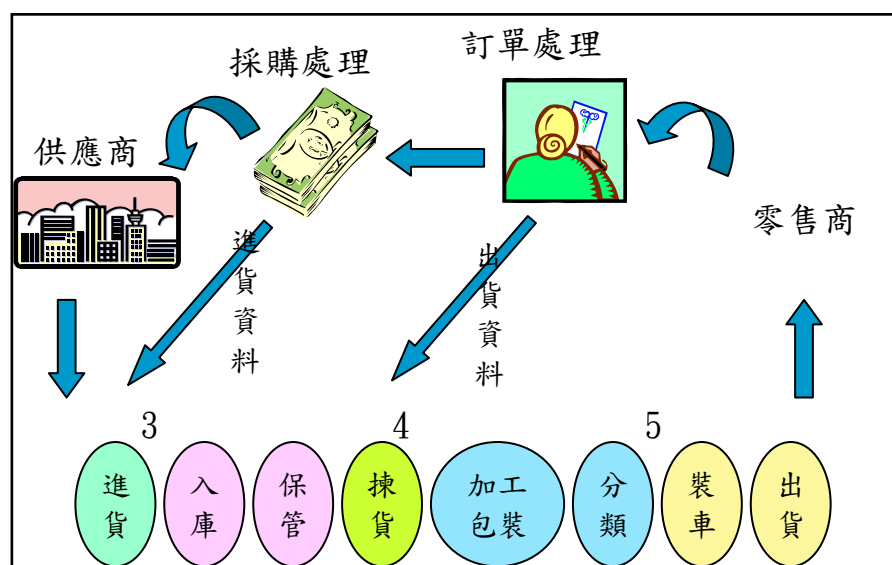 訂單處理
採購處理
供應商
零售商
進貨資料
出貨資料
3
4
5
進貨
入庫
保管
揀貨
加工
包裝
分類
裝車
出貨